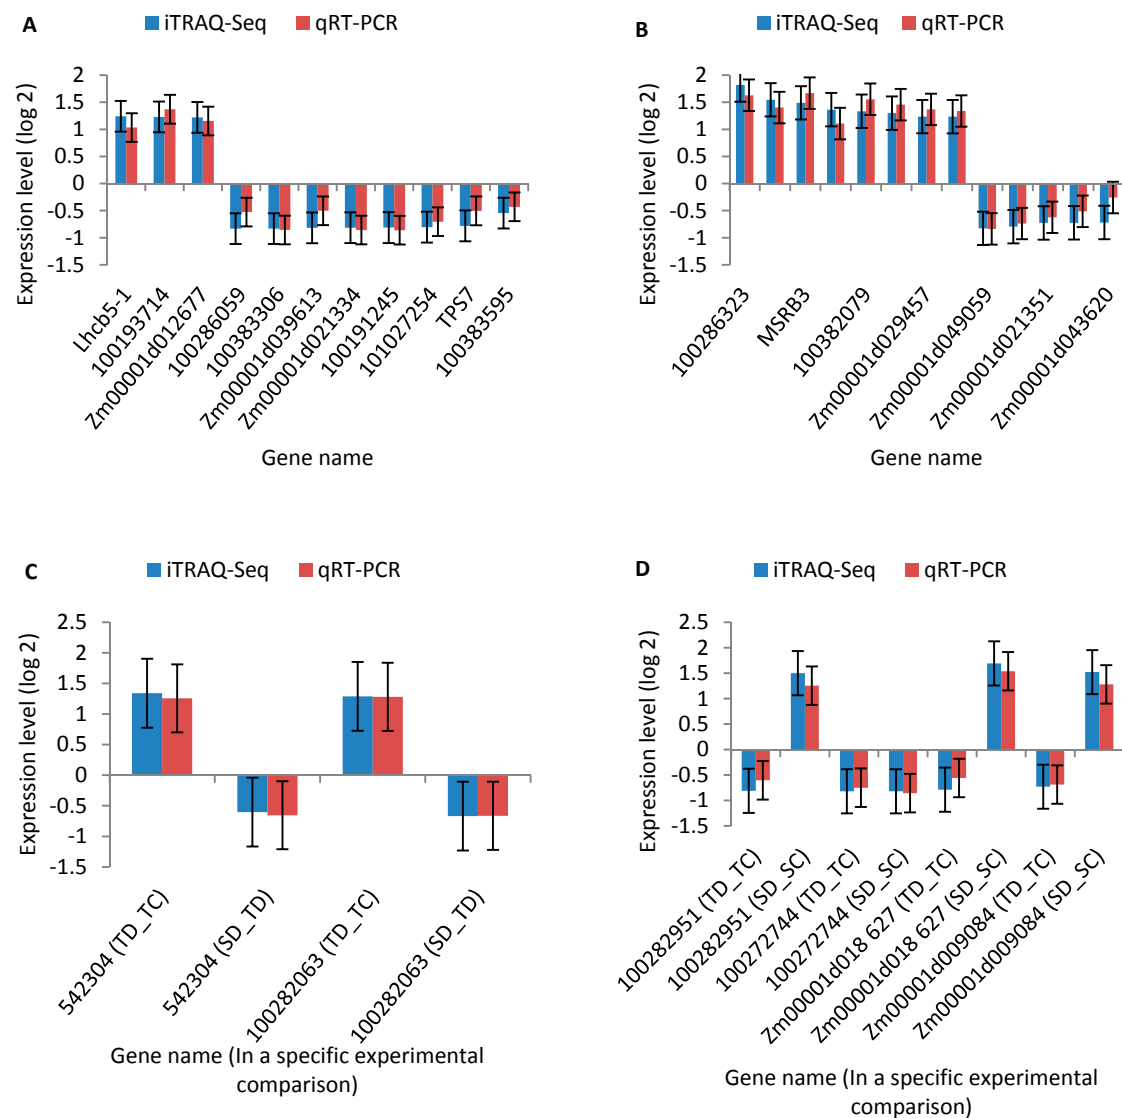 A
iTRAQ-Seq qRT-PCR
Expression level (log 2)
2
1.5
1
0.5
0
-0.5
-1
-1.5
Lhcb5-1
100193714
Zm00001d012677
100286059
100383306
Zm00001d039613
Zm00001d021334
100191245
101027254
TPS7
100383595
Gene name
B
iTRAQ-Seq qRT-PCR
Expression level (log 2)
2
1.5
1
0.5
0
-0.5
-1
-1.5
100286323
MSRB3
100382079
Zm00001d029457
Zm00001d049059
Zm00001d021351
Zm00001d043620
Gene name
C
iTRAQ-Seq qRT-PCR
Expression level (log 2)
2.5
2
1.5
1
0.5
0
-0.5
-1
-1.5
542304 (TD_TC)
542304 (SD_TD)
100282063 (TD_TC)
100282063 (SD_TD)
Gene name (In a specific experimental
comparison)
D
iTRAQ-Seq qRT-PCR
Expression level (log 2)
2.5
2
1.5
1
0.5
0
-0.5
-1
-1.5
100282951 (TD_TC)
100282951 (SD_SC)
100272744 (TD_TC)
100272744 (SD_SC)
Zm00001d018 627 (TD_TC)
Zm00001d018 627 (SD_SC)
Zm00001d009084 (TD_TC)
Zm00001d009084 (SD_SC)
Gene name (In a specific experimental
comparison)